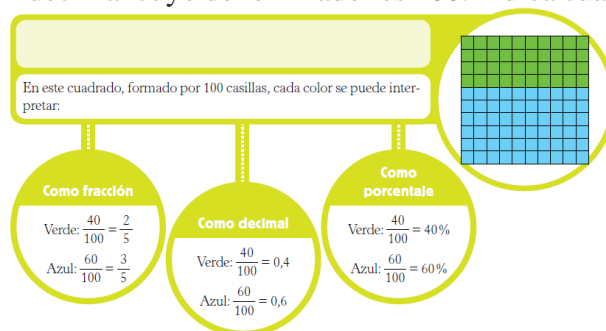 En este cuadrado, formado por 100 casillas, cada color se puede inter-
pretar:
Como fracción
Verde: 40/100 = 2/5
Azul: 60/100 = 3/5
Como decimal
Verde: 40/100 = 0,4
Azul: 60/100 = 0,6
Como
porcentaje
Verde: 40/100 = 40%
Azul: 60/100 = 60%